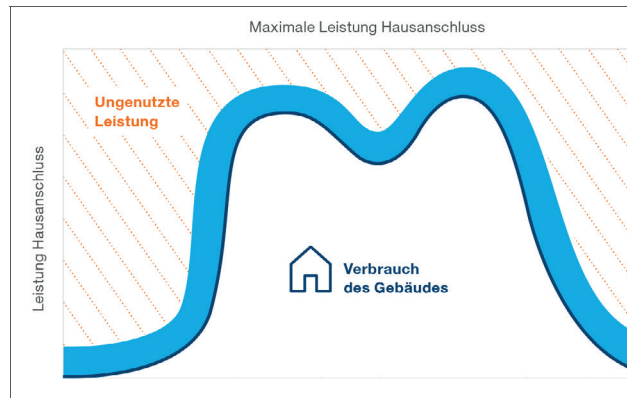 Maximale Leistung Hausanschluss
Ungenutzte
Leistung
Leistung Hausanschluss
Verbrauch
des Gebäudes